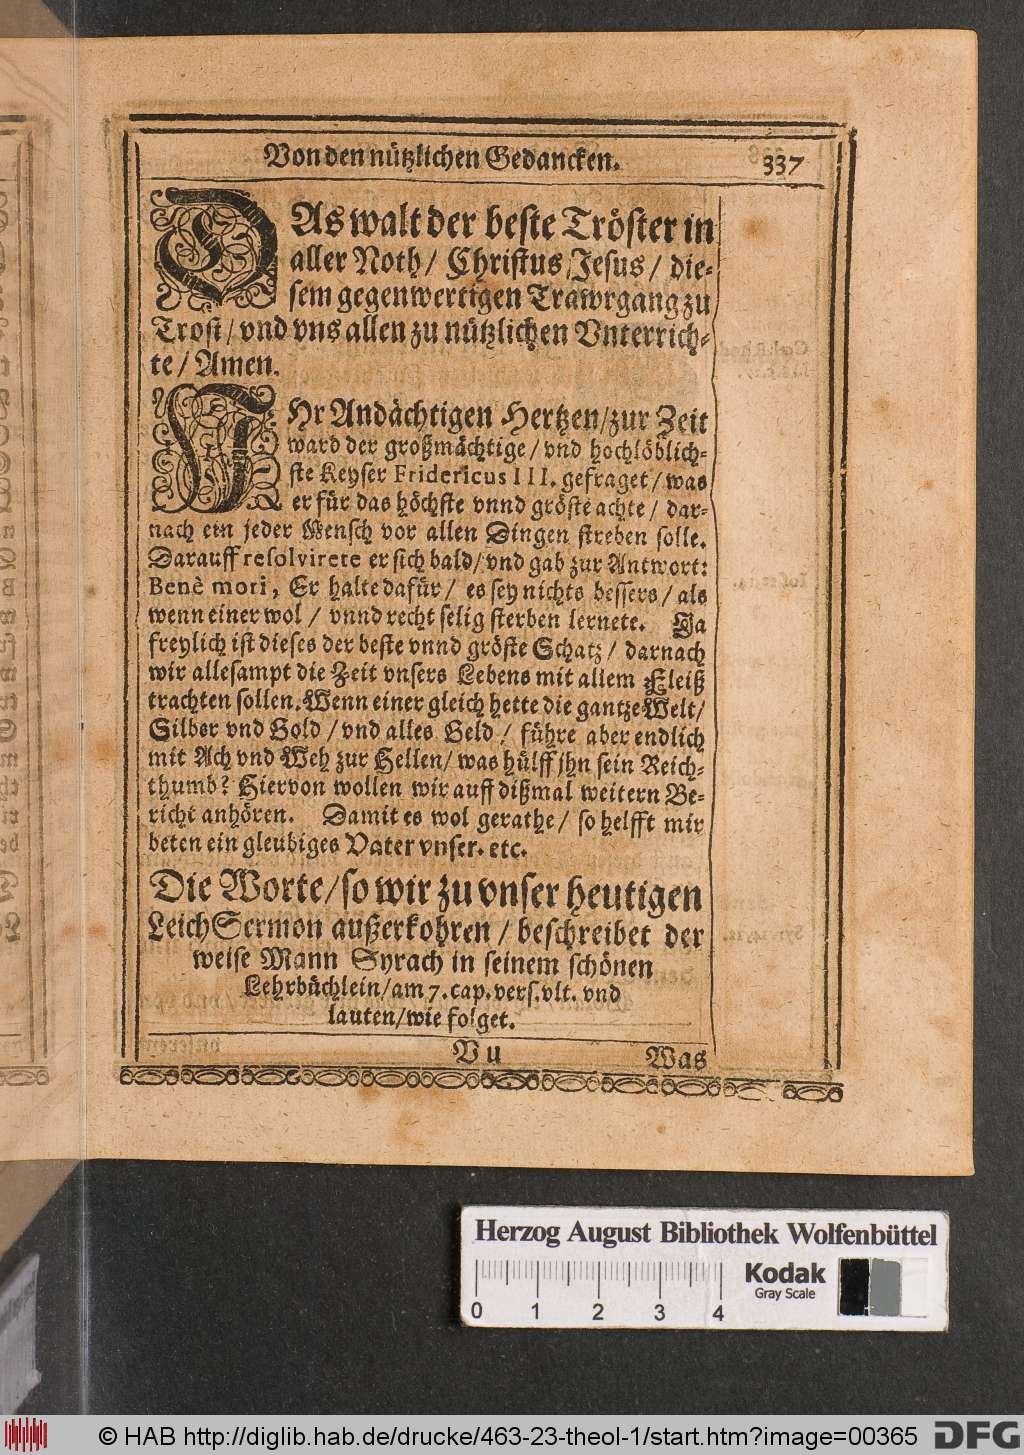 Von den nützlichen Gedancken. 337
DAs walt der beste Tröster in
aller Noth / Christus Jesus / die-
sem gegenwertigen Trawrgang zu
Trost / vnd vns allen zu nützlichen Vnterrich-
te / Amen.
IHr Andächtigen Hertzen / zur Zeit
ward der großmächtige / vnd hochlöblich-
ste Keyser Fridericus III. gefraget / was
er für das höchste vnnd gröste achte / dar-
nach ein jeder Mensch vor allen Dingen streben solle.
Darauff resolvirete er sich bald / vnd gab zur Antwort:
Benè mori, Er halte dafür / es sey nichts bessers / als
wenn einer wol / vnnd recht selig sterben lernete. Ja
freylich ist dieses der beste vnnd gröste Schatz / darnach
wir allesampt die Zeit vnsers Lebens mit allem Fleiß
trachten sollen. Wenn einer gleich hette die gantze Welt /
Silber vnd Gold / vnd alles Geld / führe aber endlich
mit Ach vnd Weh zur Hellen / was hülff jhn sein Reich-
thumb? Hiervon wollen wir auff dißmal weitern Be-
richt anhören. Damit es wol gerathe / so helfft mir
beten ein gleubiges Vater vnser. etc.
Die Worte / so wir zu vnser heutigen
LeichSermon außerkohren / beschreibet der
weise Mann Syrach in seinem schönen
Lehrbüchlein / am 7. cap. vers. vlt. vnd
lauten / wie folget.
Vu Was
Herzog August Bibliothek Wolfenbüttel
Kodak
Gray Scale
0 1 2 3 4
© HAB http://diglib.hab.de/drucke/463-23-theol-1/start.htm?image=00365 DFG